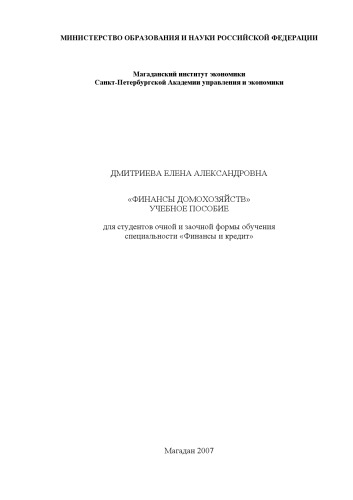 МИНИСТЕРСТВО ОБРАЗОВАНИЯ И НАУКИ РОССИЙСКОЙ ФЕДЕРАЦИИ
Магаданский институт экономики
Санкт-Петербургской Академии управления и экономики
ДМИТРИЕВА ЕЛЕНА АЛЕКСАНДРОВНА
«ФИНАНСЫ ДОМОХОЗЯЙСТВ»
УЧЕБНОЕ ПОСОБИЕ
для студентов очной и заочной формы обучения
специальности «Финансы и кредит»
Магадан 2007